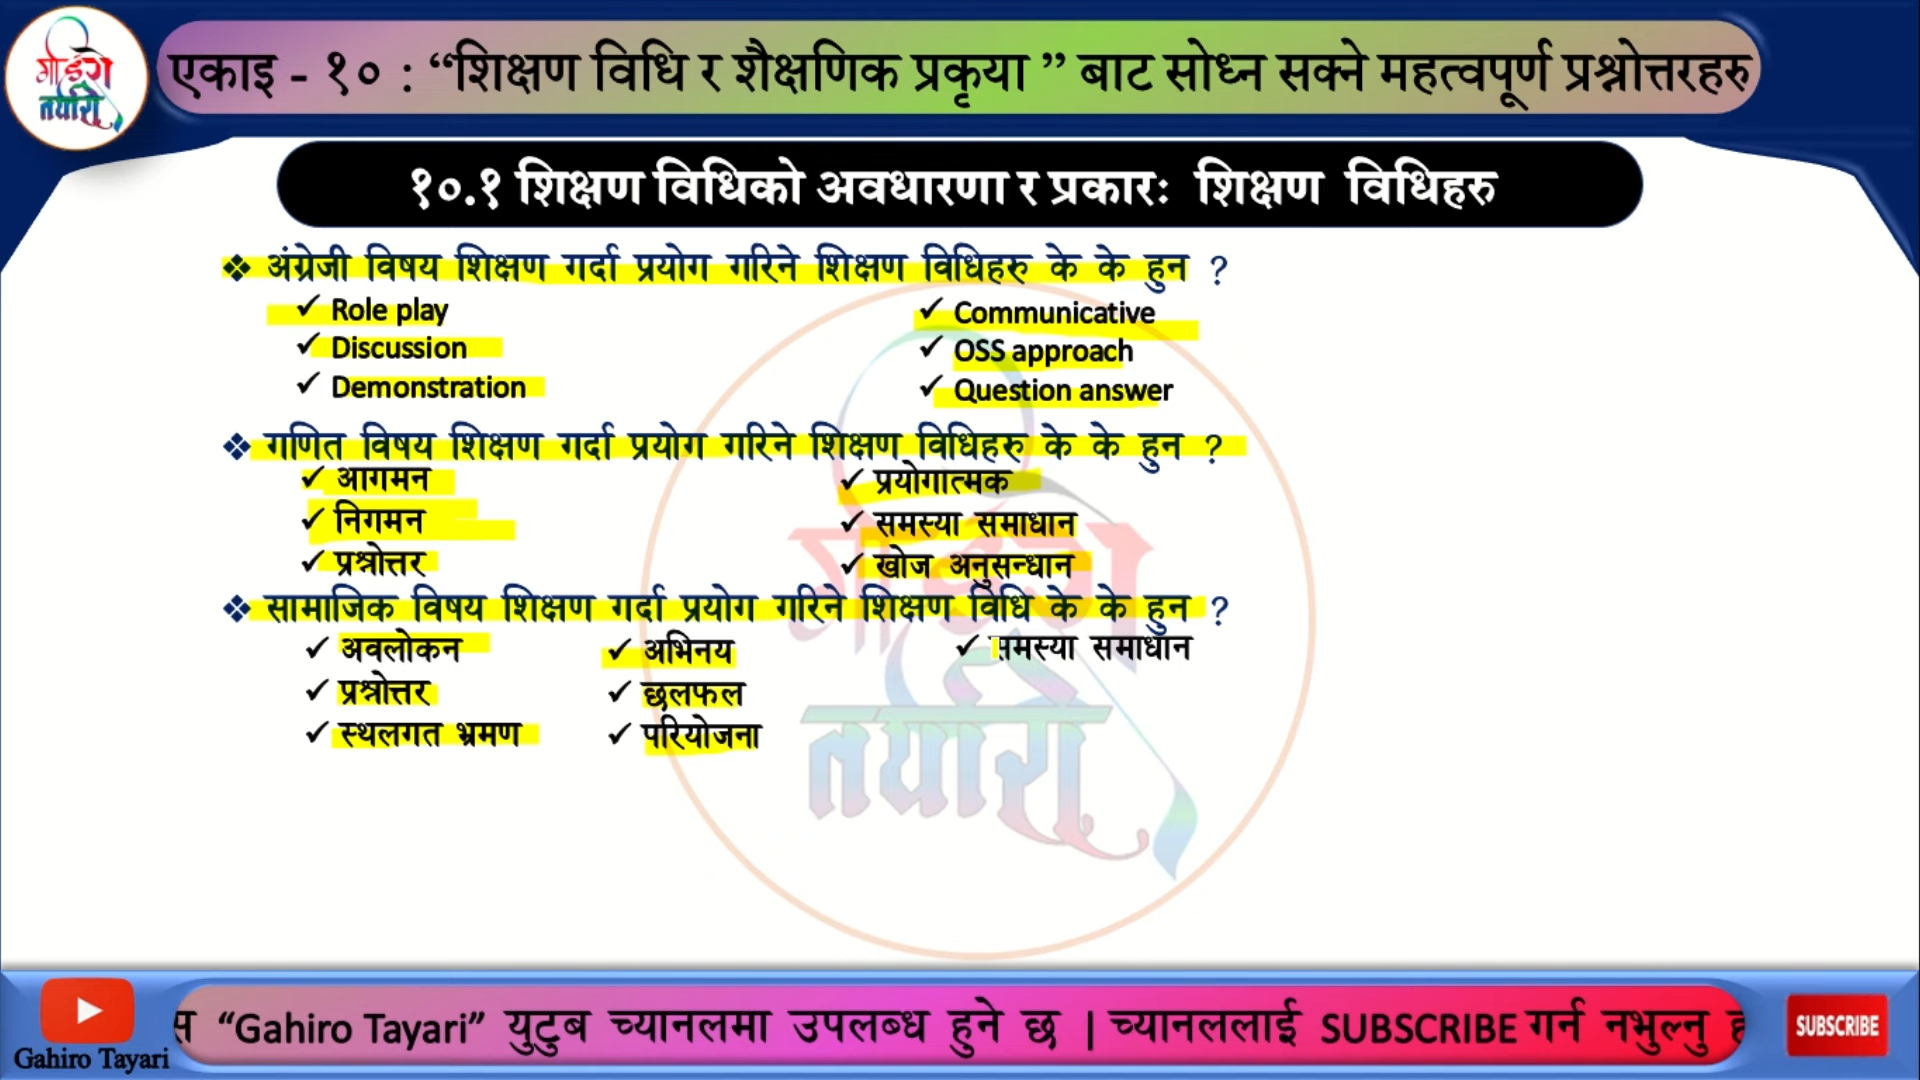 गहिरो
तयारी
एकाइ - १० : “शिक्षण विधि र शैक्षणिक प्रकृया ” बाट सोध्न सक्ने महत्वपूर्ण प्रश्नोत्तरहरु
१०.१ शिक्षण विधिको अवधारणा र प्रकारः शिक्षण विधिहरु
❖ अंग्रेजी विषय शिक्षण गर्दा प्रयोग गरिने शिक्षण विधिहरु के के हुन ?
✓ Role play
✓ Discussion
✓ Demonstration
✓ Communicative
✓ OSS approach
✓ Question answer
❖ गणित विषय शिक्षण गर्दा प्रयोग गरिने शिक्षण विधिहरु के के हुन ?
✓ आगमन
✓ निगमन
✓ प्रश्नोत्तर
✓ प्रयोगात्मक
✓ समस्या समाधान
✓ खोज अनुसन्धान
❖ सामाजिक विषय शिक्षण गर्दा प्रयोग गरिने शिक्षण विधि के के हुन ?
✓ अवलोकन
✓ प्रश्नोत्तर
✓ स्थलगत भ्रमण
✓ अभिनय
✓ छलफल
✓ परियोजना
✓ समस्या समाधान
गहिरो
तयारी
“Gahiro Tayari” युटुब च्यानलमा उपलब्ध हुने छ | च्यानललाई SUBSCRIBE गर्न नभुल्नु
Gahiro Tayari
SUBSCRIBE